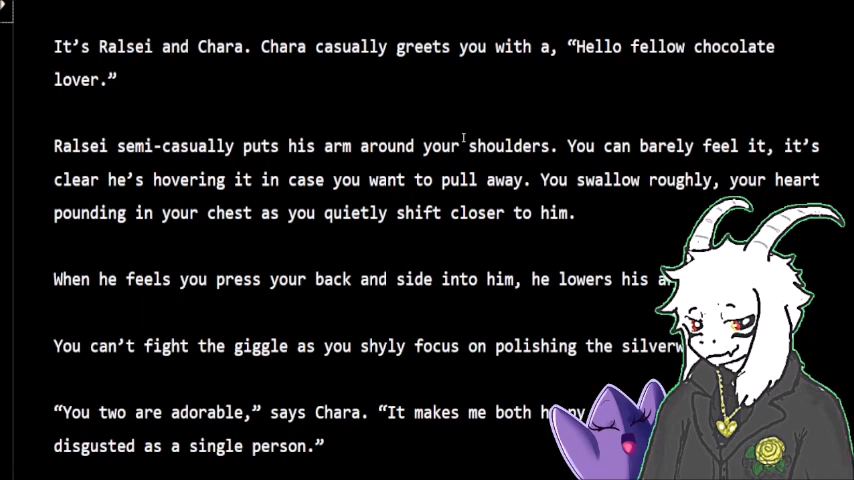 It’s Ralsei and Chara. Chara casually greets you with a, “Hello fellow chocolate
lover.”
Ralsei semi-casually puts his arm around your shoulders. You can barely feel it, it’s
clear he’s hovering it in case you want to pull away. You swallow roughly, your heart
pounding in your chest as you quietly shift closer to him.
When he feels you press your back and side into him, he lowers his
You can’t fight the giggle as you shyly focus on polishing the
“You two are adorable,” says Chara. “It makes me both
disgusted as a single person.”